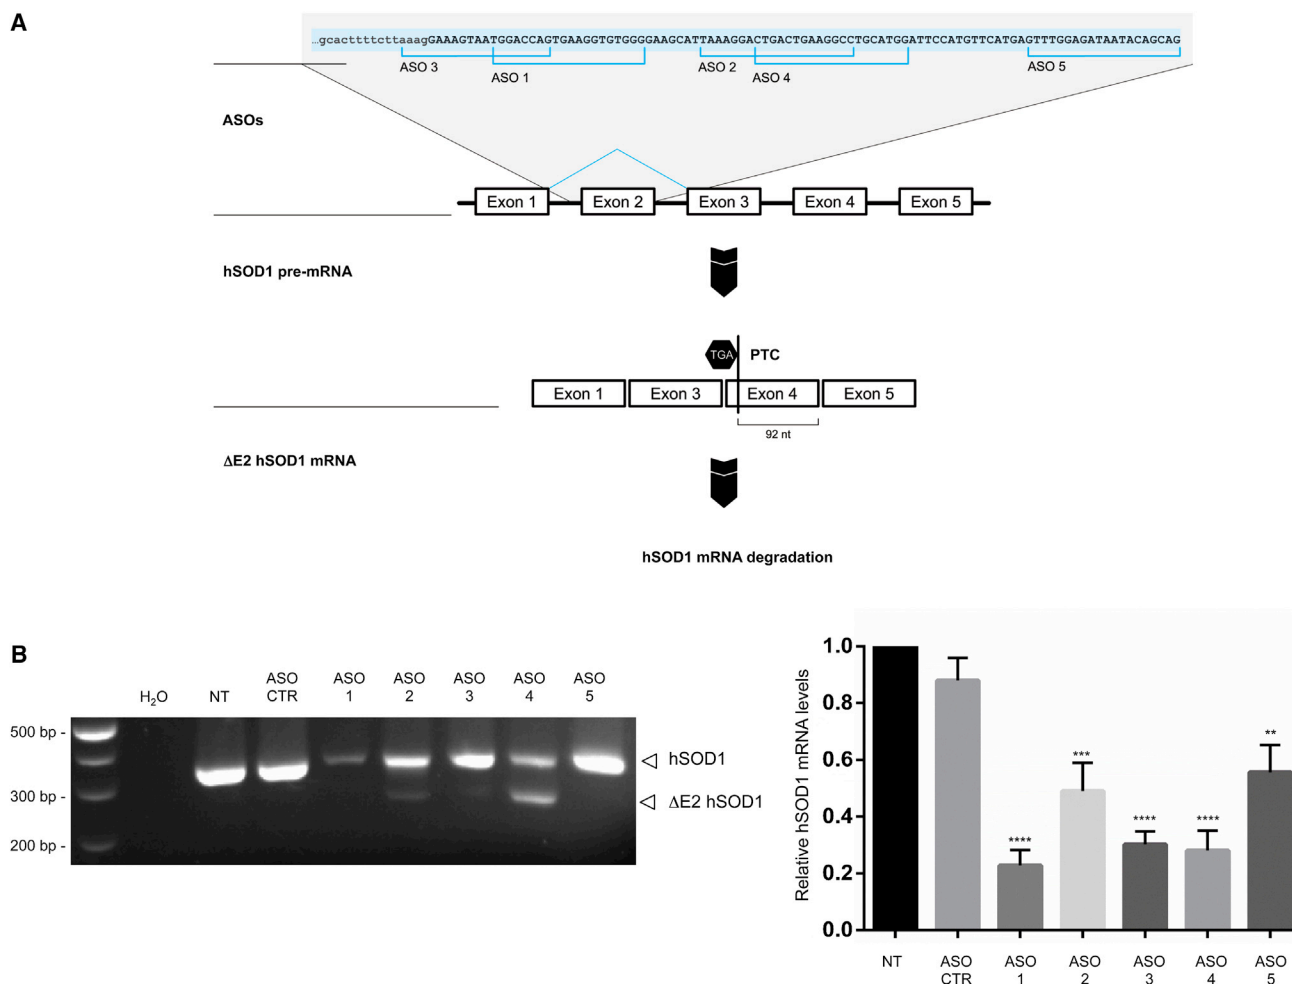 A
...gcacttttcttaaagGAAAGTAATGGACCAGTGAAGGTGTGGGGAAGCATTAAAGGACTGACTGAAGGCCTGCATGGATTCCATGTTCATGAGTTTGGAGATAATACAGCAG
ASO 3
ASO 1
ASO 2
ASO 4
ASO 5
ASOs
Exon 1 Exon 2 Exon 3 Exon 4 Exon 5
hSOD1 pre-mRNA
TGA PTC
Exon 1 Exon 3 Exon 4 Exon 5
92 nt
ΔE2 hSOD1 mRNA
hSOD1 mRNA degradation
B
H2O NT ASO CTR ASO 1 ASO 2 ASO 3 ASO 4 ASO 5
500 bp -
300 bp -
200 bp -
hSOD1
ΔE2 hSOD1
Relative hSOD1 mRNA levels
1.0
0.8
0.6
0.4
0.2
0.0
**** *** **** **** **
NT ASO CTR ASO 1 ASO 2 ASO 3 ASO 4 ASO 5